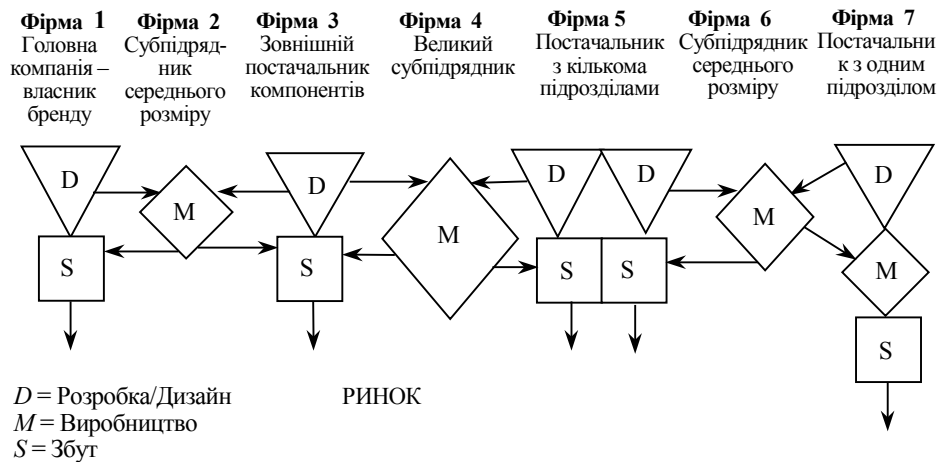 Фірма 1
Головна
компанія –
власник
бренду
Фірма 2
Субпідряд-
ник
середнього
розміру
Фірма 3
Зовнішній
постачальник
компонентів
Фірма 4
Великий
субпідрядник
Фірма 5
Постачальник
з кількома
підрозділами
Фірма 6
Субпідрядник
середнього
розміру
Фірма 7
Постачальни
к з одним
підрозділом
D
M
D
M
D
D
M
D
M
S
S
S
S
S
D = Розробка/Дизайн
M = Виробництво
S = Збут
РИНОК